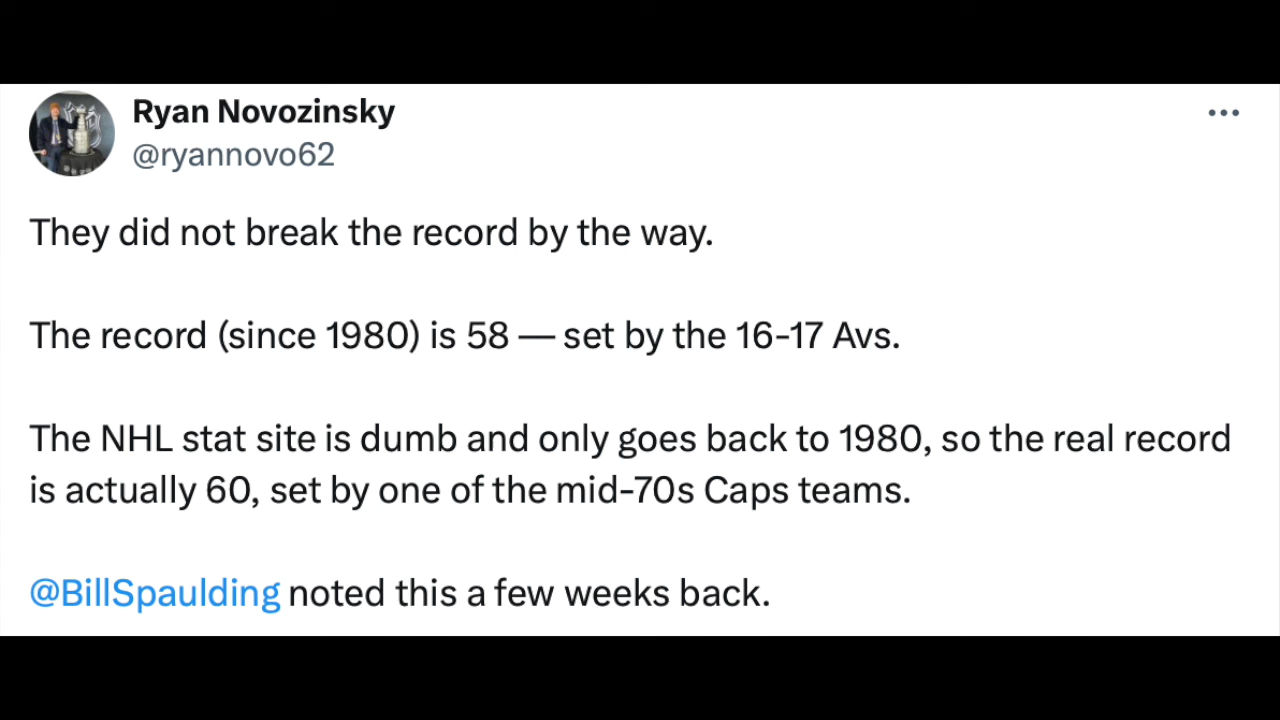 Ryan Novozinsky
@ryannovo62
They did not break the record by the way.
The record (since 1980) is 58 — set by the 16-17 Avs.
The NHL stat site is dumb and only goes back to 1980, so the real record
is actually 60, set by one of the mid-70s Caps teams.
@BillSpaulding noted this a few weeks back.